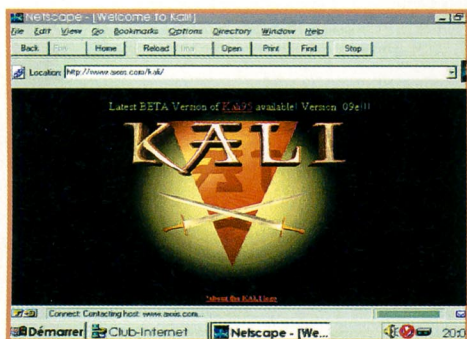 Netscape - [Welcome to Kali]
File Edit View Go Bookmarks Options Directory Window Help
Back Home Reload Open Print Find Stop
Location: http://www.axxis.com/kali/
Latest BETA Version of Kali95 available! Version .09e!!!
KALI
*about the KALI logo
Connect: Contacting host: www.axxis.com...
Démarrer Club-Internet Netscape - [We... 20:0